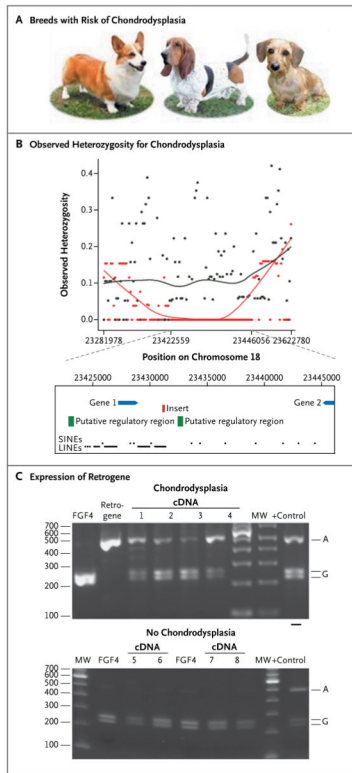 A Breeds with Risk of Chondrodysplasia
B Observed Heterozygosity for Chondrodysplasia
Observed Heterozygosity
0.4
0.3
0.2
0.1
0.0
23281978 23422559 23446056 23622780
Position on Chromosome 18
23425000 23430000 23435000 23440000 23445000
Gene 1 Gene 2
Insert
Putative regulatory region Putative regulatory region
SINEs
LINEs
C Expression of Retrogene
Chondrodysplasia
FGF4 Retro-
gene cDNA
1 2 3 4 MW +Control
700
600
500
400
300
200
100
A
G
No Chondrodysplasia
cDNA cDNA
MW FGF4 5 6 FGF4 7 8 MW +Control
700
600
500
400
300
200
100
A
G